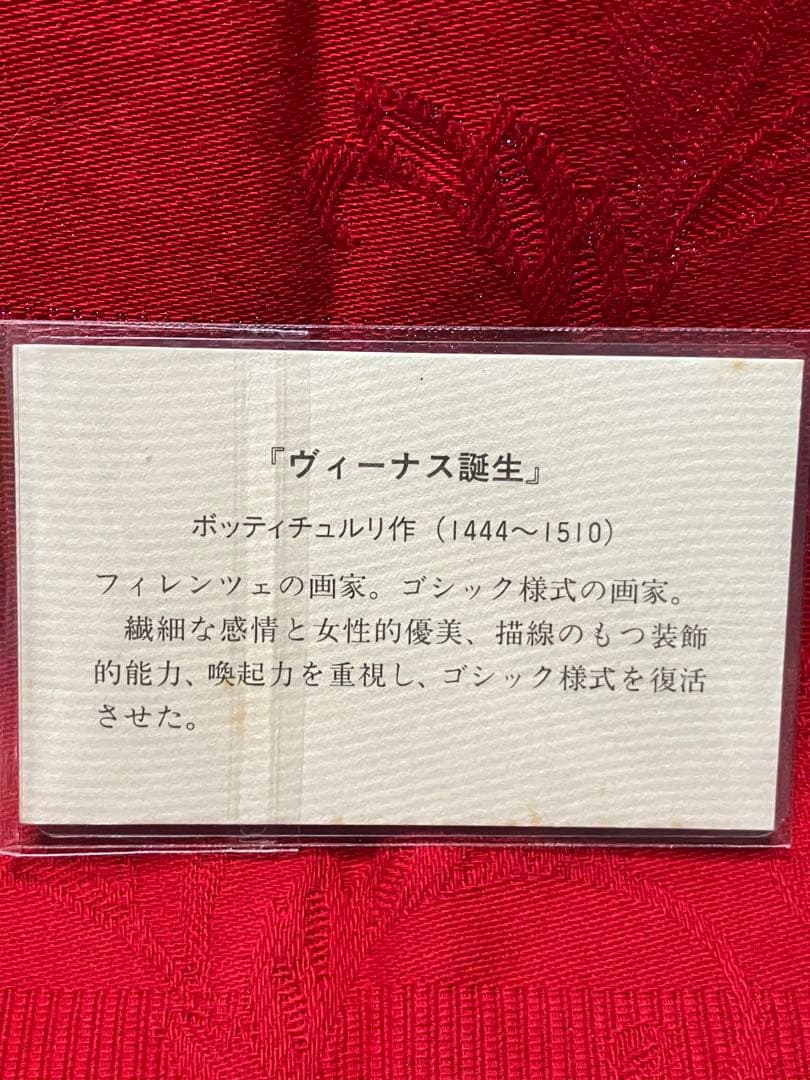 『ヴィーナス誕生』
ボッティチュルリ作（1444〜1510）
フィレンツェの画家。ゴシック様式の画家。
繊細な感情と女性的優美、描線のもつ装飾
的能力、喚起力を重視し、ゴシック様式を復活
させた。